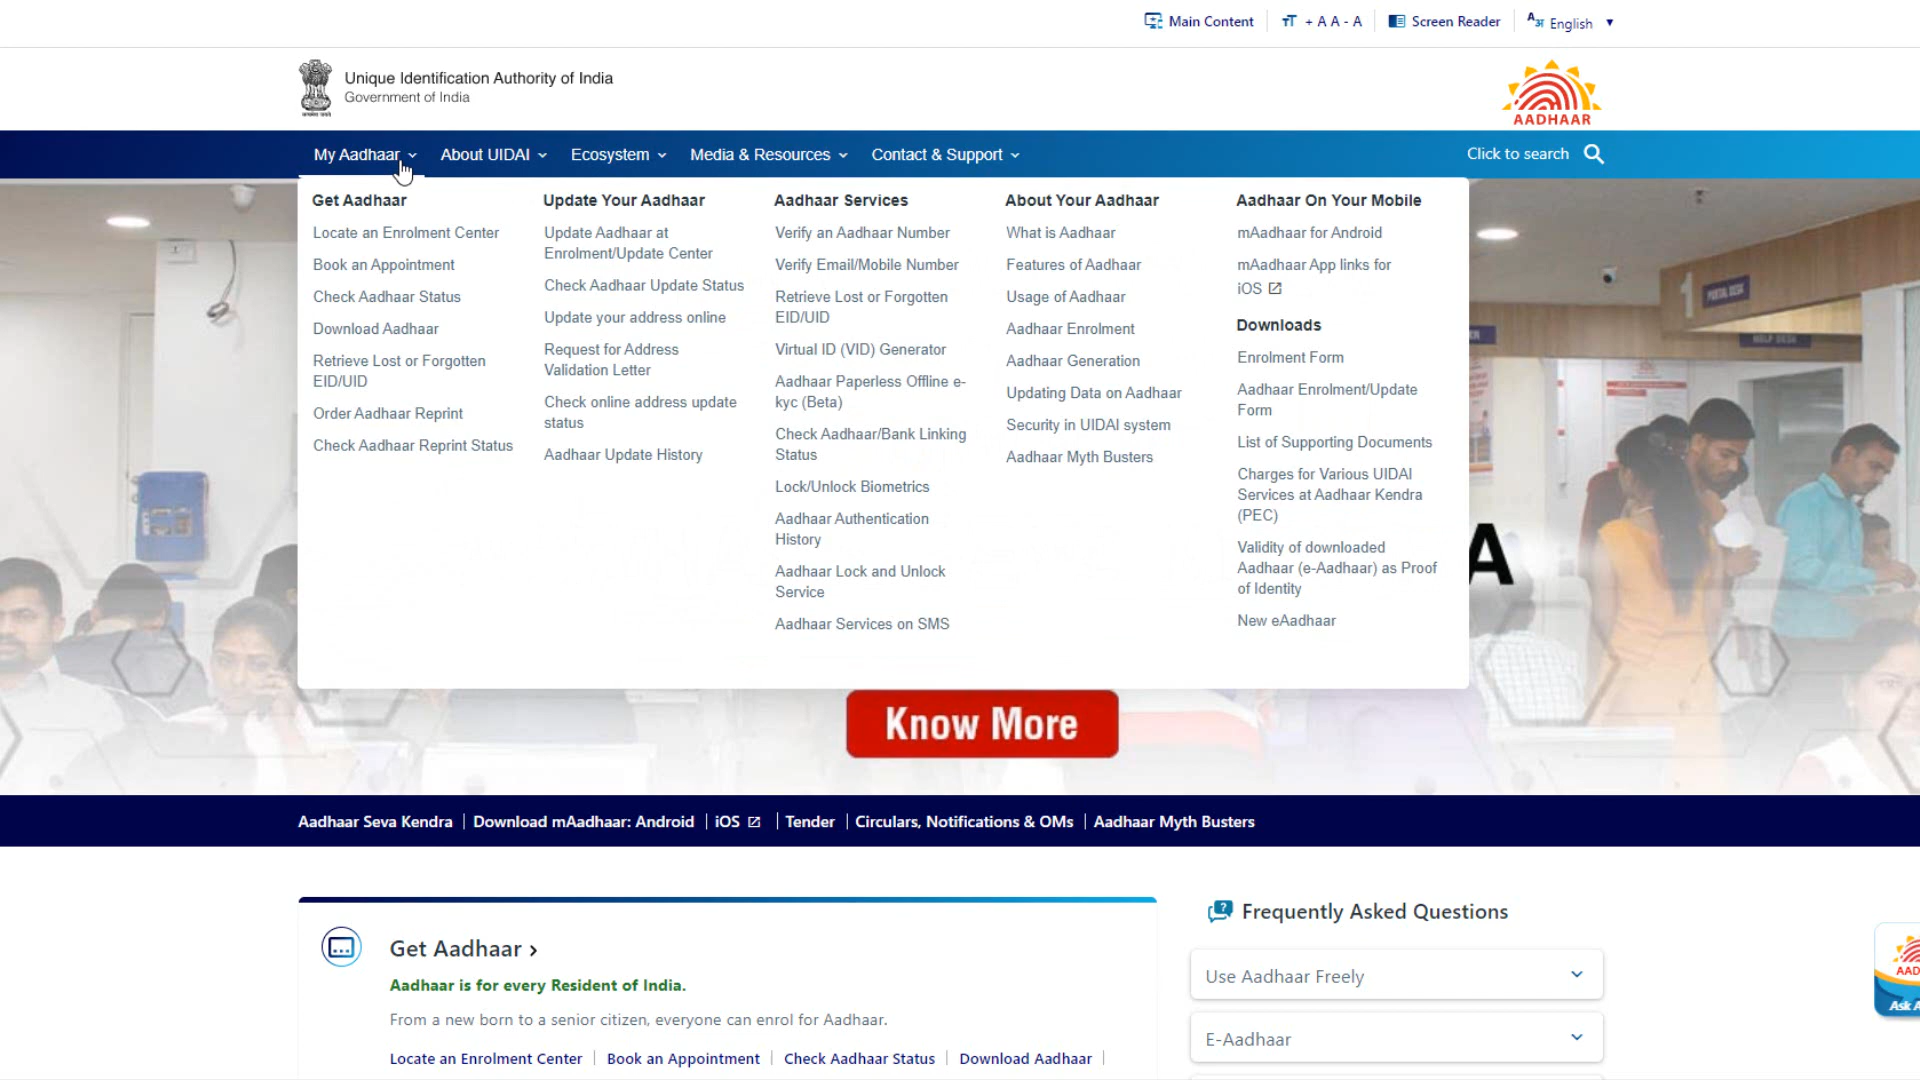 Main Content
+ A A - A
Screen Reader
English
Unique Identification Authority of India
Government of India
AADHAAR
My Aadhaar
About UIDAI
Ecosystem
Media & Resources
Contact & Support
Click to search
Get Aadhaar
Locate an Enrolment Center
Book an Appointment
Check Aadhaar Status
Download Aadhaar
Retrieve Lost or Forgotten
EID/UID
Order Aadhaar Reprint
Check Aadhaar Reprint Status
Update Your Aadhaar
Update Aadhaar at
Enrolment/Update Center
Check Aadhaar Update Status
Update your address online
Request for Address
Validation Letter
Check online address update
status
Aadhaar Update History
Aadhaar Services
Verify an Aadhaar Number
Verify Email/Mobile Number
Retrieve Lost or Forgotten
EID/UID
Virtual ID (VID) Generator
Aadhaar Paperless Offline e-
kyc (Beta)
Check Aadhaar/Bank Linking
Status
Lock/Unlock Biometrics
Aadhaar Authentication
History
Aadhaar Lock and Unlock
Service
Aadhaar Services on SMS
About Your Aadhaar
What is Aadhaar
Features of Aadhaar
Usage of Aadhaar
Aadhaar Enrolment
Aadhaar Generation
Updating Data on Aadhaar
Security in UIDAI system
Aadhaar Myth Busters
Aadhaar On Your Mobile
mAadhaar for Android
mAadhaar App links for
iOS
Downloads
Enrolment Form
Aadhaar Enrolment/Update
Form
List of Supporting Documents
Charges for Various UIDAI
Services at Aadhaar Kendra
(PEC)
Validity of downloaded
Aadhaar (e-Aadhaar) as Proof
of Identity
New eAadhaar
1
A
Know More
Aadhaar Seva Kendra | Download mAadhaar: Android | iOS | Tender | Circulars, Notifications & OMs | Aadhaar Myth Busters
Get Aadhaar ›
Aadhaar is for every Resident of India.
From a new born to a senior citizen, everyone can enrol for Aadhaar.
Locate an Enrolment Center | Book an Appointment | Check Aadhaar Status | Download Aadhaar |
Frequently Asked Questions
Use Aadhaar Freely
E-Aadhaar
AAD
Ask A